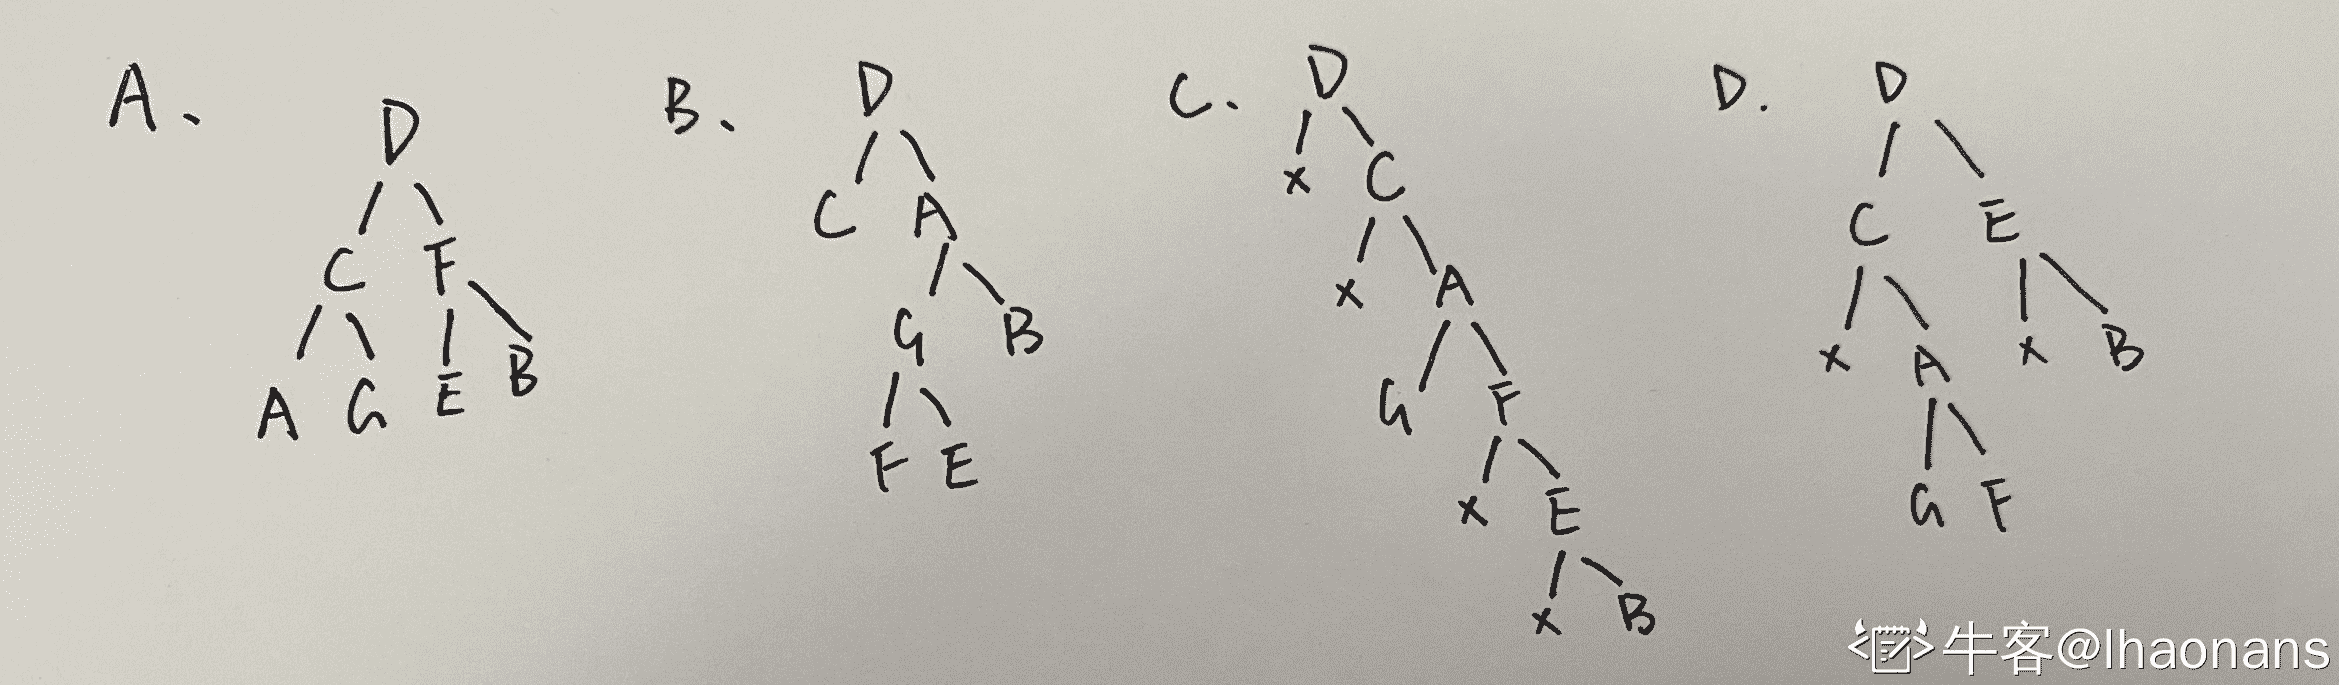 A. D C F A G E B
B. D C A G B F E
C. D x C x A G F x E x B
D. D C E x A x B G F
牛客@lhaonans